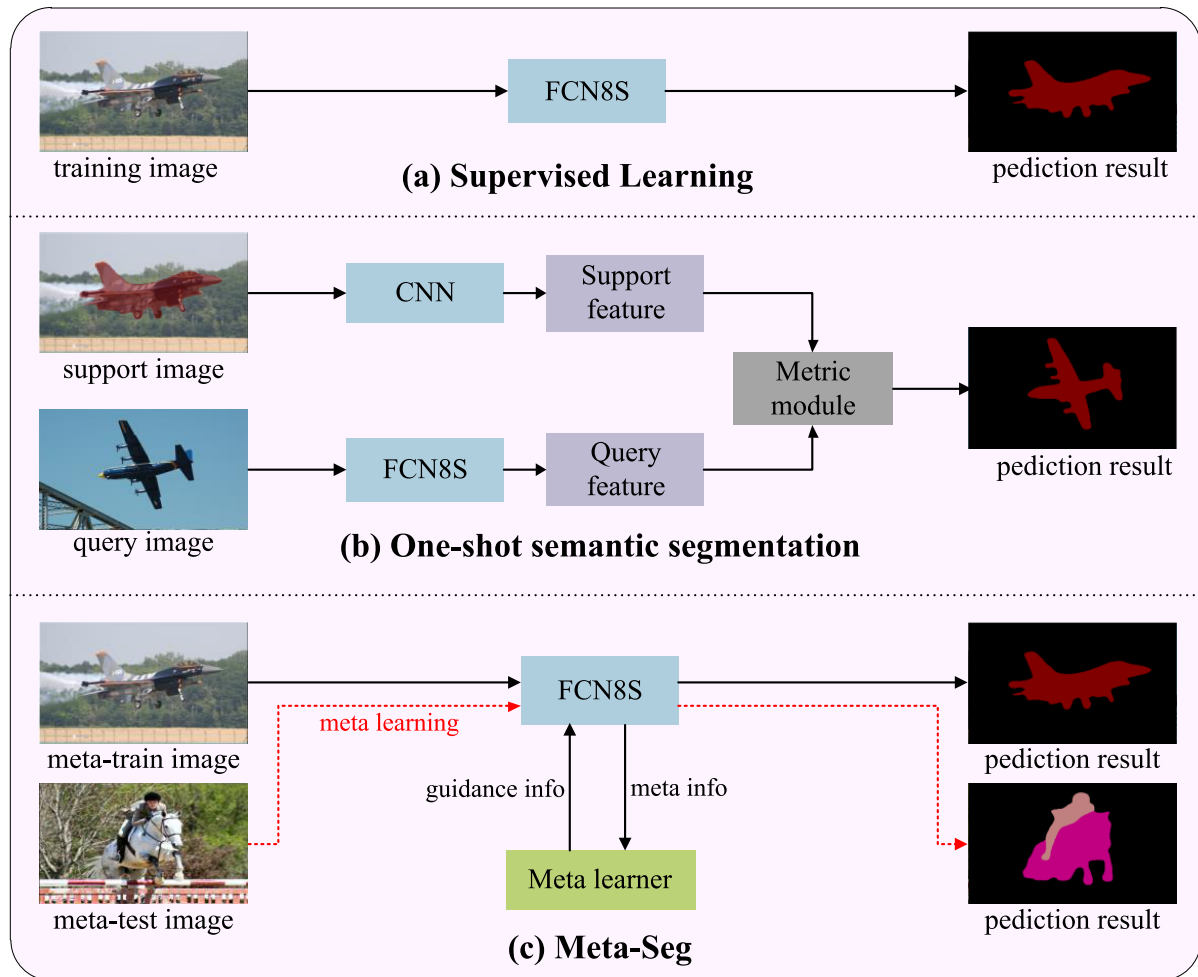 FCN8S
training image
pediction result
(a) Supervised Learning
CNN
Support
feature
support image
Metric
module
FCN8S
Query
feature
pediction result
query image
(b) One-shot semantic segmentation
FCN8S
meta learning
meta-train image
pediction result
guidance info
meta info
Meta learner
meta-test image
pediction result
(c) Meta-Seg